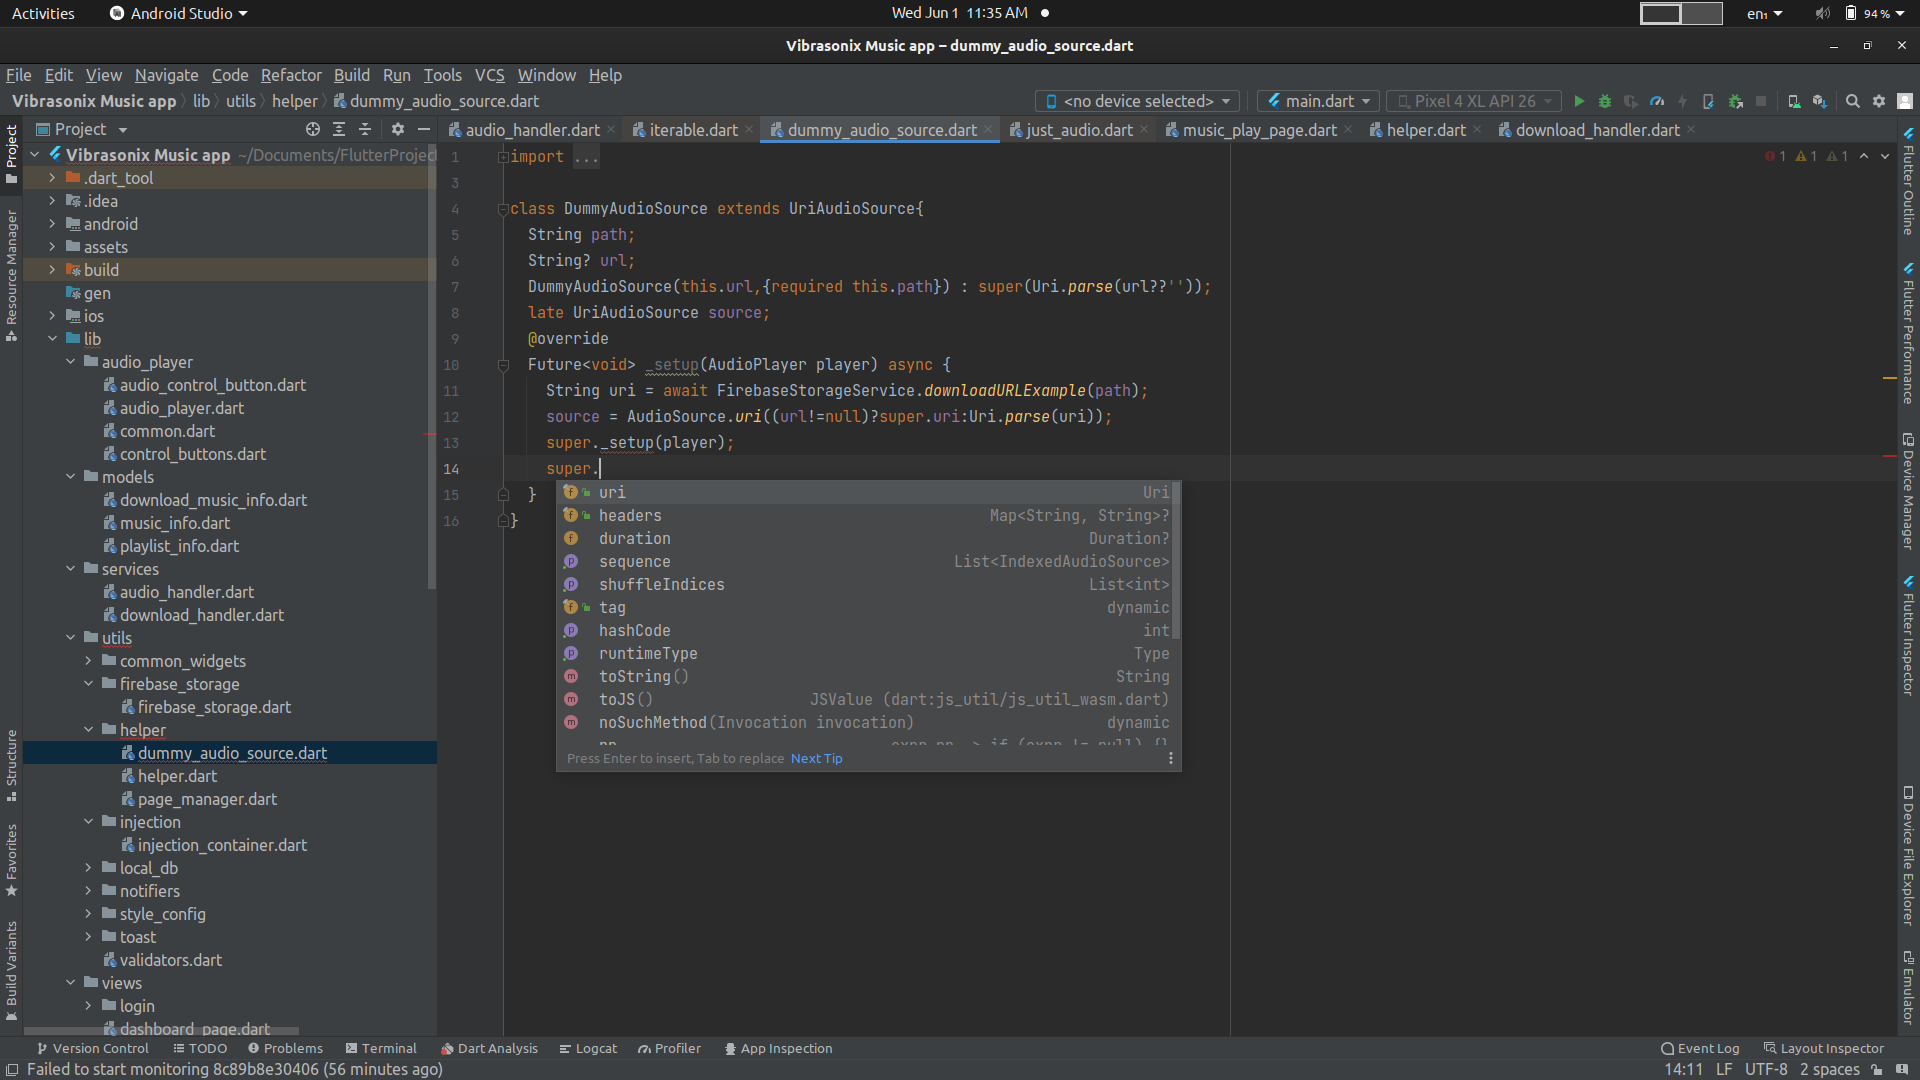 Activities
Android Studio
Wed Jun 1 11:35 AM
en₁
94 %
Vibrasonix Music app – dummy_audio_source.dart
File Edit View Navigate Code Refactor Build Run Tools VCS Window Help
Vibrasonix Music app lib utils helper dummy_audio_source.dart
<no device selected>
main.dart
Pixel 4 XL API 26
Project
audio_handler.dart
iterable.dart
dummy_audio_source.dart
just_audio.dart
music_play_page.dart
helper.dart
download_handler.dart
Project
Resource Manager
Structure
Favorites
Build Variants
Vibrasonix Music app ~/Documents/FlutterProject
.dart_tool
.idea
android
assets
build
gen
ios
lib
audio_player
audio_control_button.dart
audio_player.dart
common.dart
control_buttons.dart
models
download_music_info.dart
music_info.dart
playlist_info.dart
services
audio_handler.dart
download_handler.dart
utils
common_widgets
firebase_storage
firebase_storage.dart
helper
dummy_audio_source.dart
helper.dart
page_manager.dart
injection
injection_container.dart
local_db
notifiers
style_config
toast
validators.dart
views
login
dashboard_page.dart
1 import ...
1 1 1
3
4 class DummyAudioSource extends UriAudioSource{
5 String path;
6 String? url;
7 DummyAudioSource(this.url,{required this.path}) : super(Uri.parse(url??''));
8 late UriAudioSource source;
9 @override
10 Future<void> _setup(AudioPlayer player) async {
11 String uri = await FirebaseStorageService.downloadURLExample(path);
12 source = AudioSource.uri((url!=null)?super.uri:Uri.parse(uri));
13 super._setup(player);
14 super.
15 }
16 }
uri Uri
headers Map<String, String>?
duration Duration?
sequence List<IndexedAudioSource>
shuffleIndices List<int>
tag dynamic
hashCode int
runtimeType Type
toString() String
toJS() JSValue (dart:js_util/js_util_wasm.dart)
noSuchMethod(Invocation invocation) dynamic
nn expr.nn -> if (expr != null) {}
Press Enter to insert, Tab to replace Next Tip
Flutter Outline
Flutter Performance
Device Manager
Flutter Inspector
Device File Explorer
Emulator
Version Control TODO Problems Terminal Dart Analysis Logcat Profiler App Inspection
Event Log Layout Inspector
Failed to start monitoring 8c89b8e30406 (56 minutes ago)
14:11 LF UTF-8 2 spaces